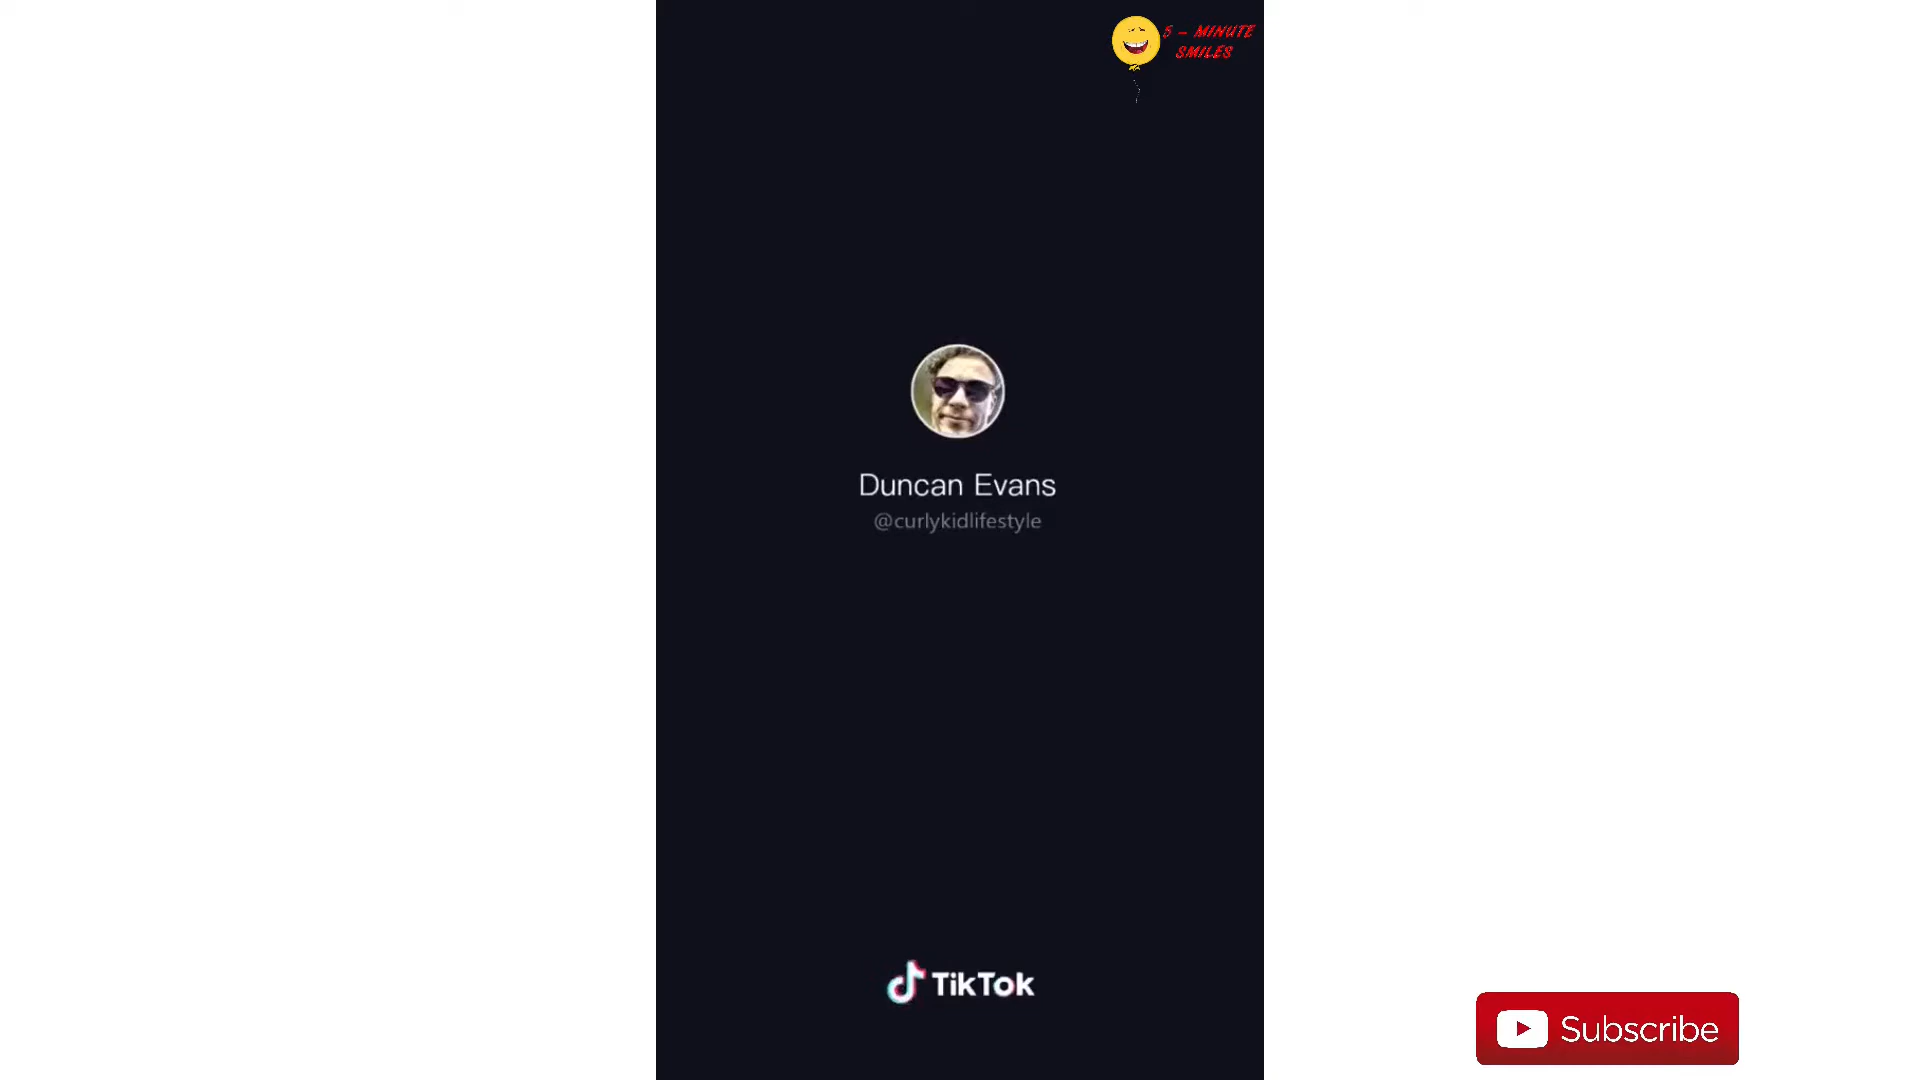 5 – MINUTE
SMILES
Duncan Evans
@curlykidlifestyle
TikTok
Subscribe